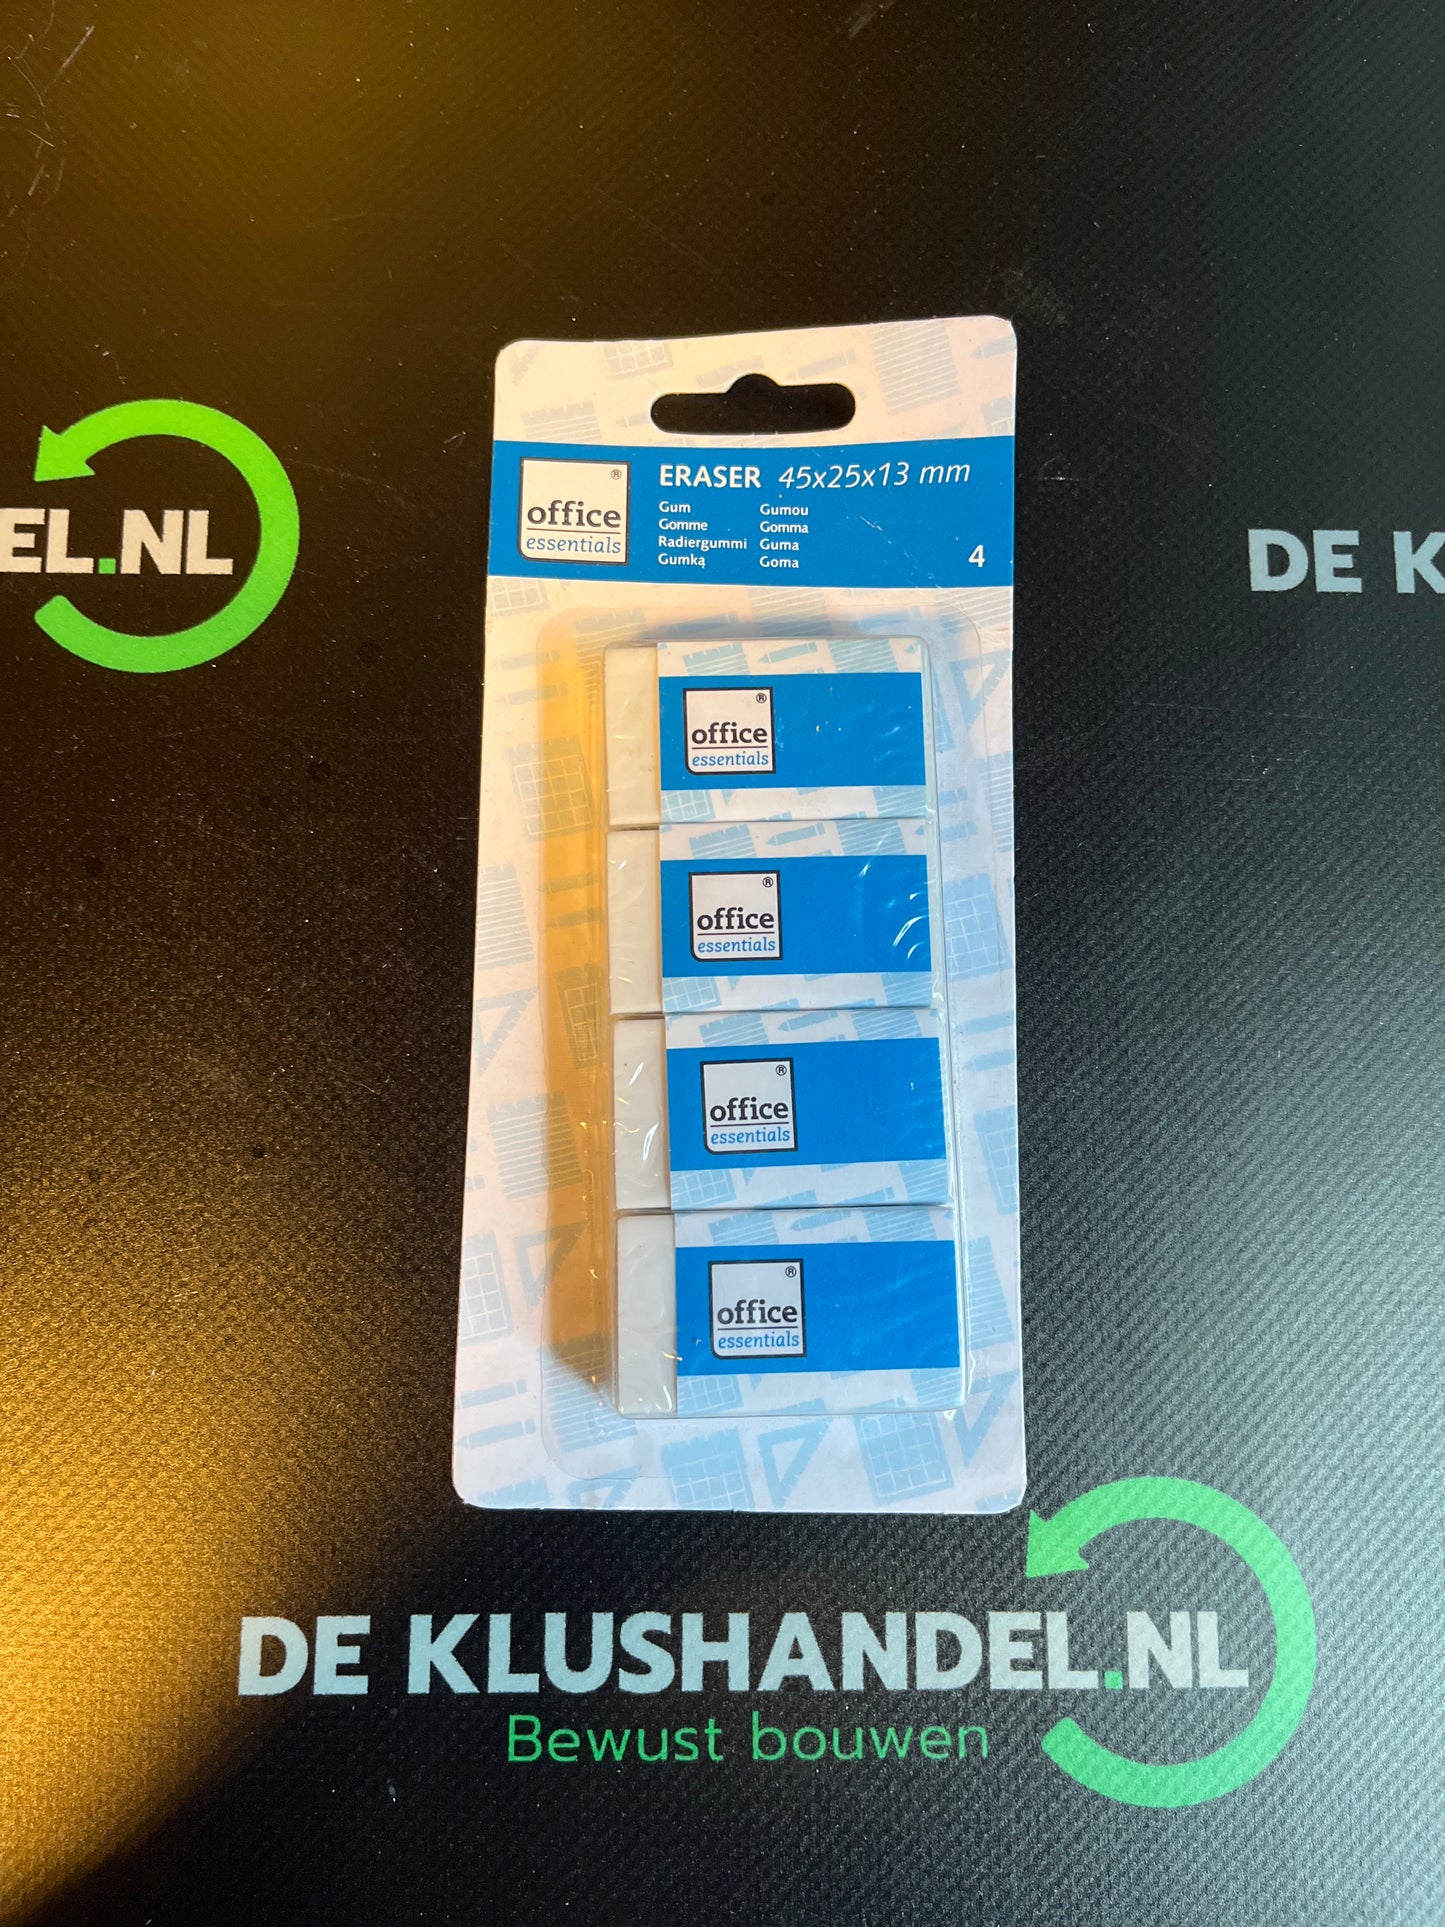 ERASER 45x25x13 mm
®
office
essentials
Gum
Gomme
Radiergummi
Gumką
Gumou
Gomma
Guma
Goma
4
EL.NL
DE K
®
office
essentials
®
office
essentials
®
office
essentials
®
office
essentials
DE KLUSHANDEL.NL
Bewust bouwen